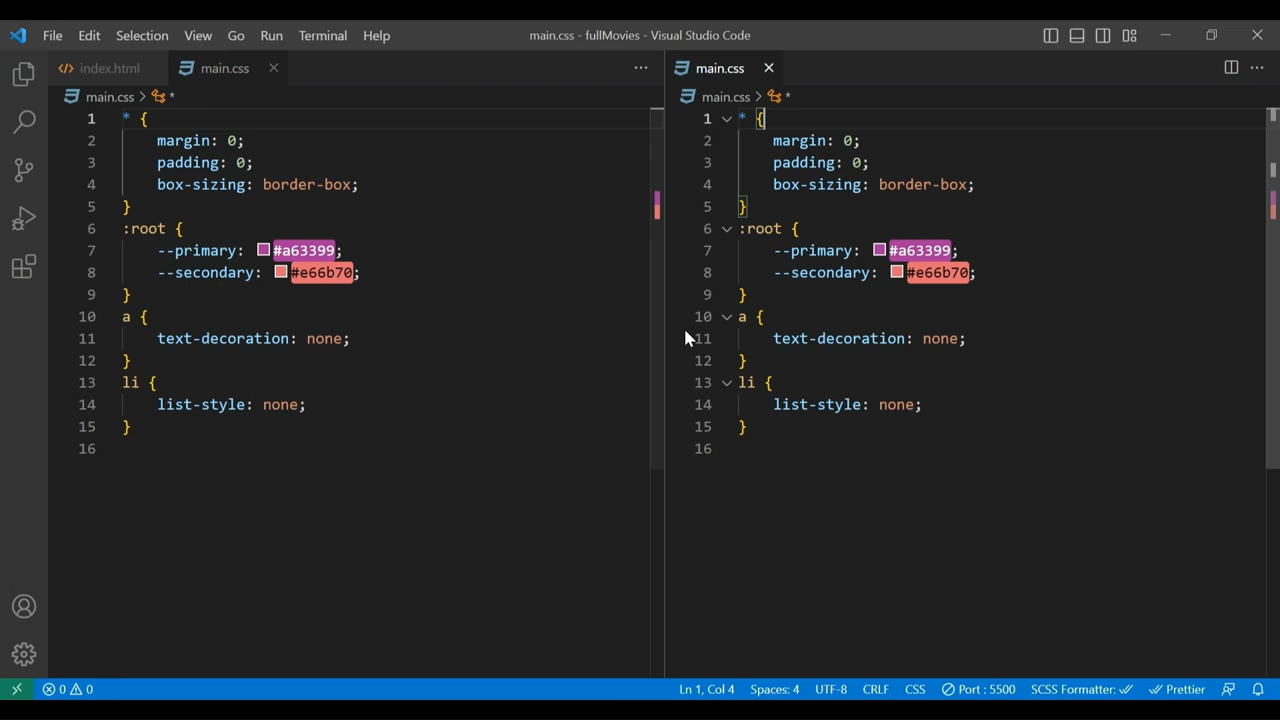 File Edit Selection View Go Run Terminal Help main.css - fullMovies - Visual Studio Code
index.html main.css
main.css > *
1 * {
2 margin: 0;
3 padding: 0;
4 box-sizing: border-box;
5 }
6 :root {
7 --primary: #a63399;
8 --secondary: #e66b70;
9 }
10 a {
11 text-decoration: none;
12 }
13 li {
14 list-style: none;
15 }
16
main.css
main.css > *
1 * {
2 margin: 0;
3 padding: 0;
4 box-sizing: border-box;
5 }
6 :root {
7 --primary: #a63399;
8 --secondary: #e66b70;
9 }
10 a {
11 text-decoration: none;
12 }
13 li {
14 list-style: none;
15 }
16
0 0 Ln 1, Col 4 Spaces: 4 UTF-8 CRLF CSS Port : 5500 SCSS Formatter: Prettier